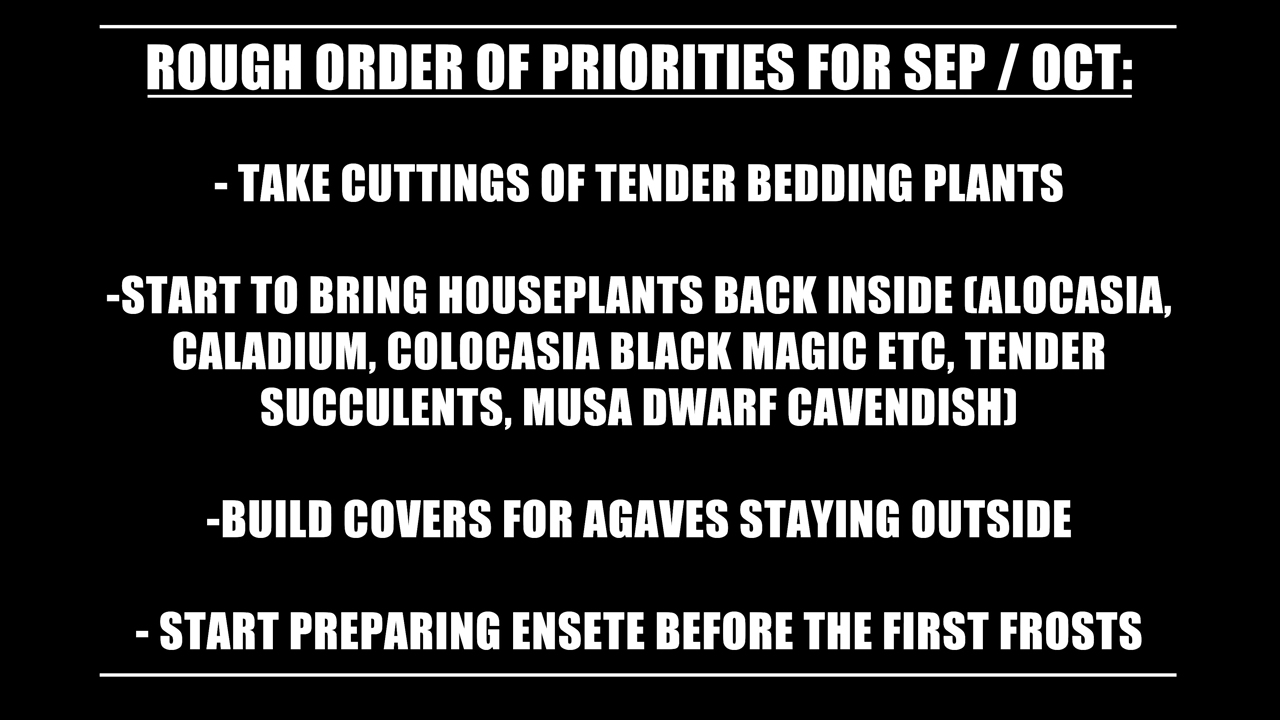 ROUGH ORDER OF PRIORITIES FOR SEP / OCT:
- TAKE CUTTINGS OF TENDER BEDDING PLANTS
-START TO BRING HOUSEPLANTS BACK INSIDE (ALOCASIA,
CALADIUM, COLOCASIA BLACK MAGIC ETC, TENDER
SUCCULENTS, MUSA DWARF CAVENDISH)
-BUILD COVERS FOR AGAVES STAYING OUTSIDE
- START PREPARING ENSETE BEFORE THE FIRST FROSTS